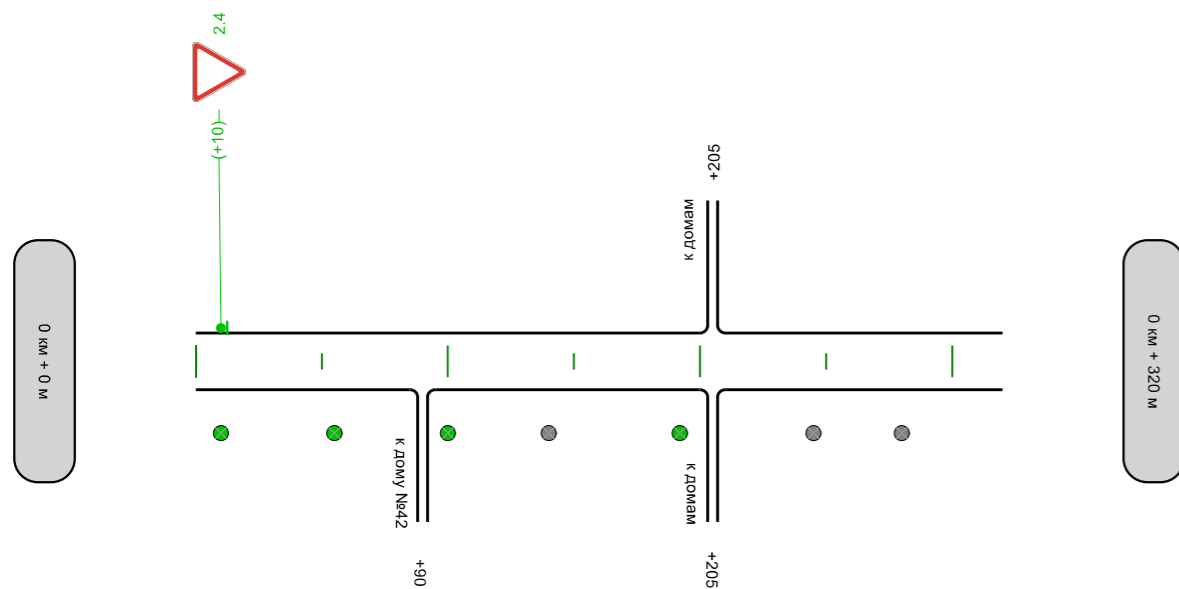 2.4
(+10)
+205
к домам
0 км + 0 м
0 км + 320 м
к дому №42
к домам
+90
+205